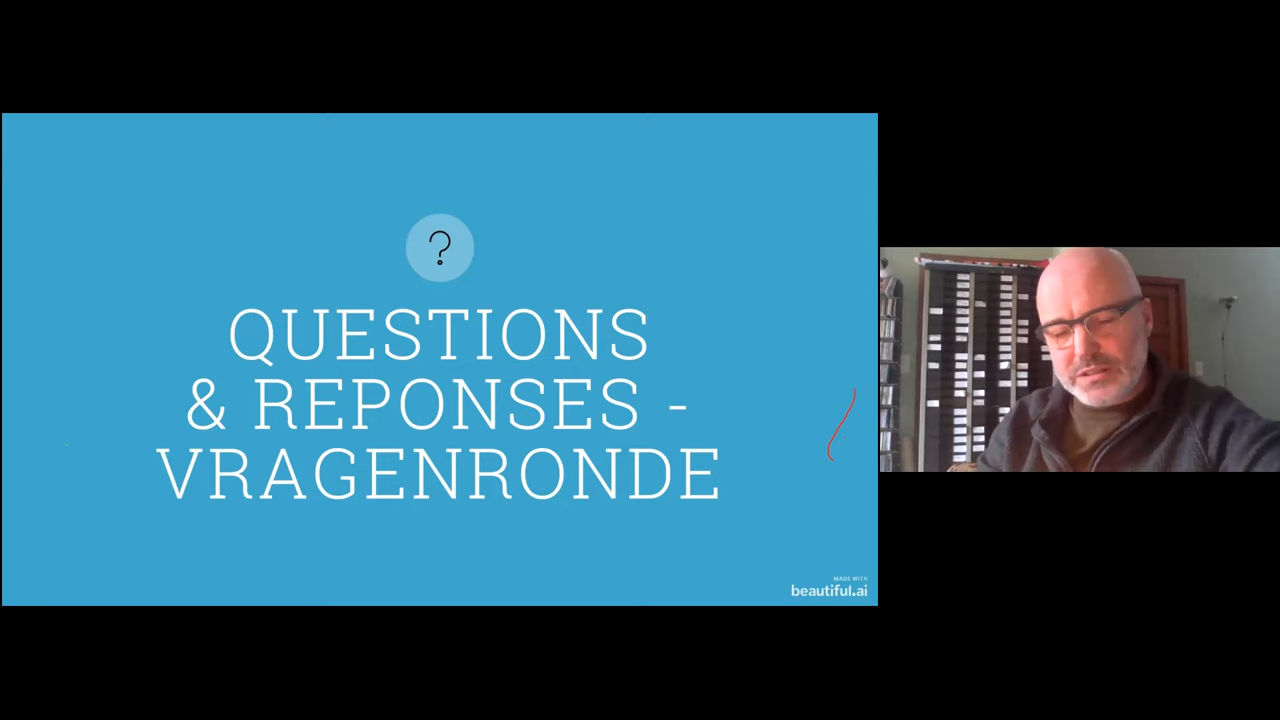 ?
QUESTIONS
& REPONSES -
VRAGENRONDE
MADE WITH
beautiful.ai